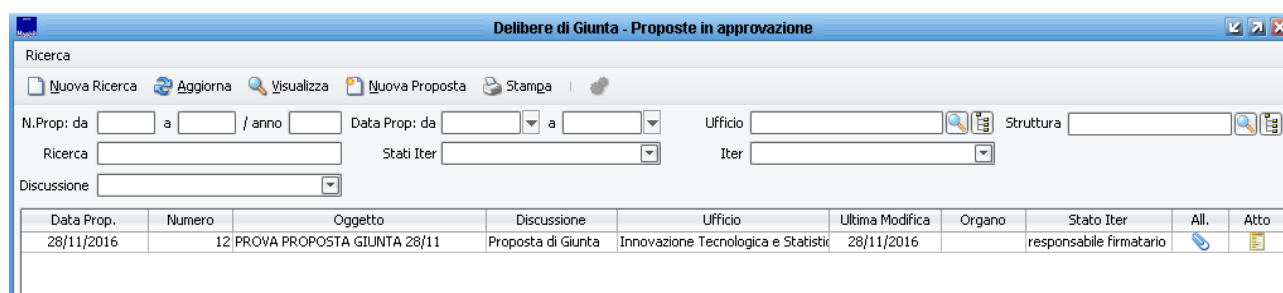 Delibere di Giunta - Proposte in approvazione
Ricerca
Nuova Ricerca Aggiorna Visualizza Nuova Proposta Stampa
N.Prop: da a / anno Data Prop: da a Ufficio Struttura
Ricerca Stati Iter Iter
Discussione
Data Prop. Numero Oggetto Discussione Ufficio Ultima Modifica Organo Stato Iter All. Atto
28/11/2016 12 PROVA PROPOSTA GIUNTA 28/11 Proposta di Giunta Innovazione Tecnologica e Statistic 28/11/2016 responsabile firmatario